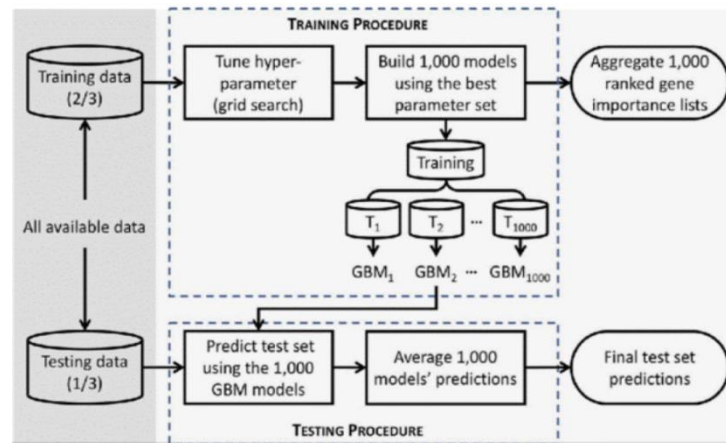 TRAINING PROCEDURE
Training data
(2/3)
Tune hyper-
parameter
(grid search)
Build 1,000 models
using the best
parameter set
Aggregate 1,000
ranked gene
importance lists
Training
T1
T2
...
T1000
All available data
GBM1
GBM2
...
GBM1000
Testing data
(1/3)
Predict test set
using the 1,000
GBM models
Average 1,000
models' predictions
Final test set
predictions
TESTING PROCEDURE